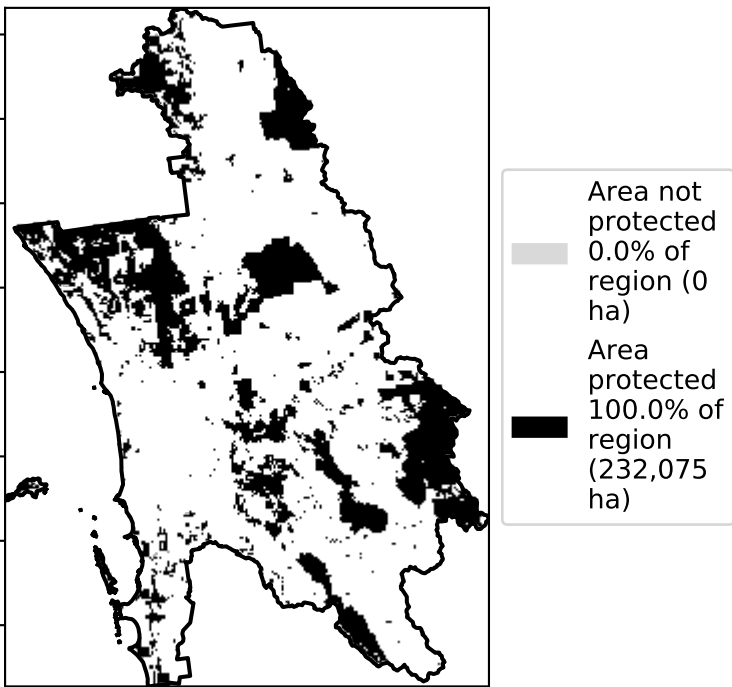 Area not
protected
0.0% of
region (0
ha)
Area
protected
100.0% of
region
(232,075
ha)